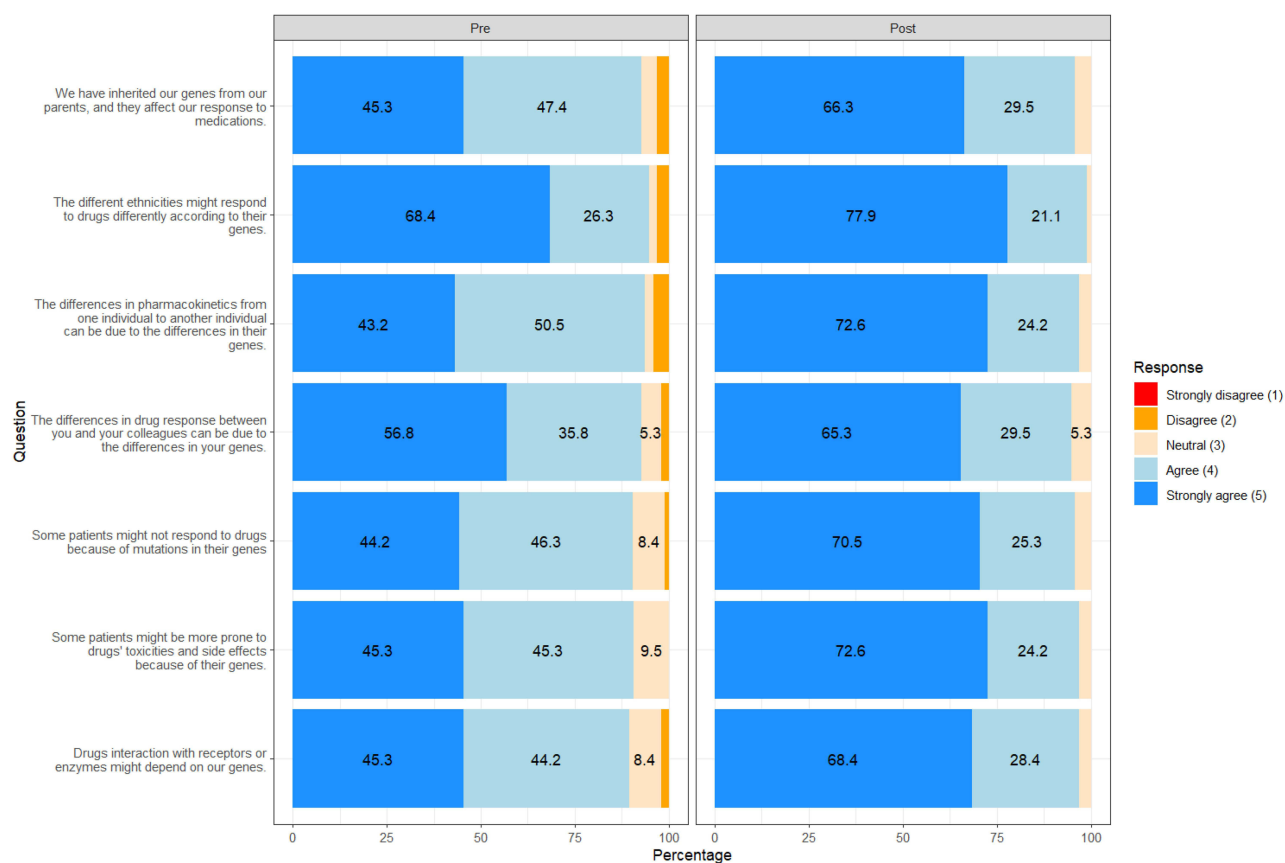 Pre
Post
We have inherited our genes from our
parents, and they affect our response to
medications.
45.3
47.4
66.3
29.5
The different ethnicities might respond
to drugs differently according to their
genes.
68.4
26.3
77.9
21.1
The differences in pharmacokinetics from
one individual to another individual
can be due to the differences in their
genes.
43.2
50.5
72.6
24.2
The differences in drug response between
you and your colleagues can be due to
the differences in your genes.
56.8
35.8
5.3
65.3
29.5
5.3
Some patients might not respond to drugs
because of mutations in their genes
44.2
46.3
8.4
70.5
25.3
Some patients might be more prone to
drugs' toxicities and side effects
because of their genes.
45.3
45.3
9.5
72.6
24.2
Drugs interaction with receptors or
enzymes might depend on our genes.
45.3
44.2
8.4
68.4
28.4
Question
0
25
50
75
100
0
25
50
75
100
Percentage
Response
Strongly disagree (1)
Disagree (2)
Neutral (3)
Agree (4)
Strongly agree (5)